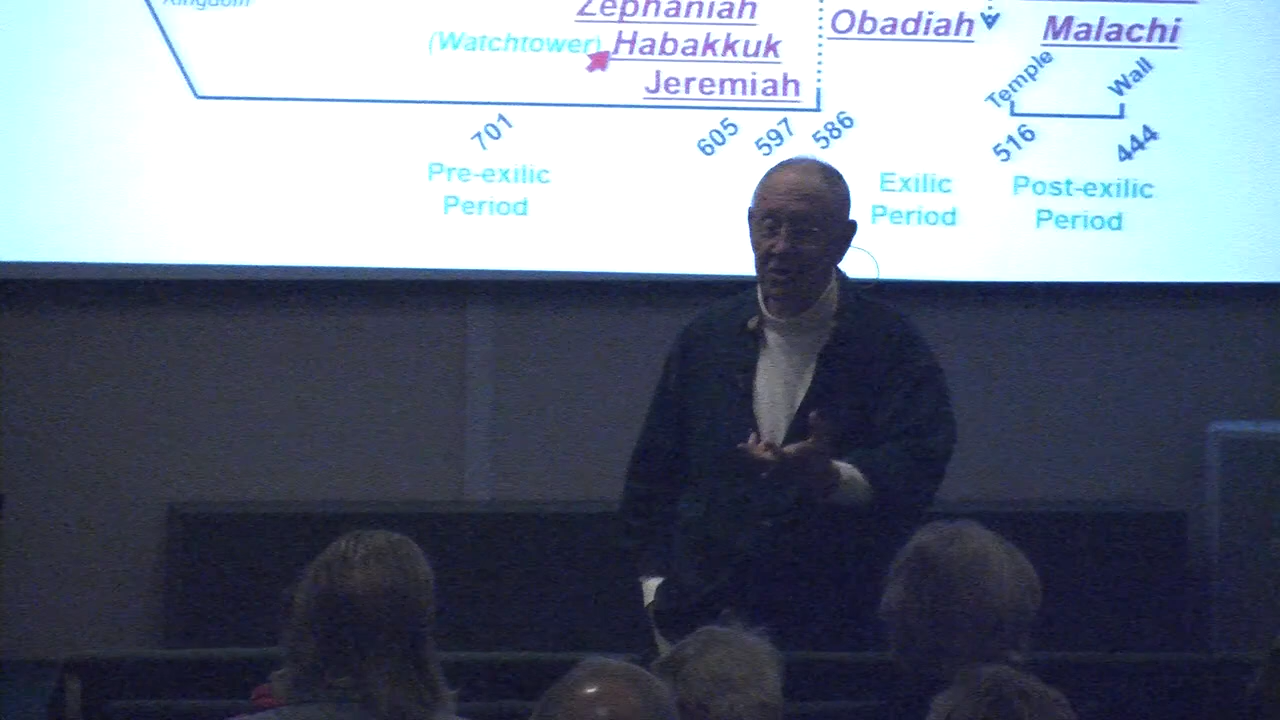 Kingdom
Zephaniah
(Watchtower) Habakkuk
Jeremiah
Obadiah
Malachi
Temple
Wall
701
605
597
586
516
444
Pre-exilic
Period
Exilic
Period
Post-exilic
Period